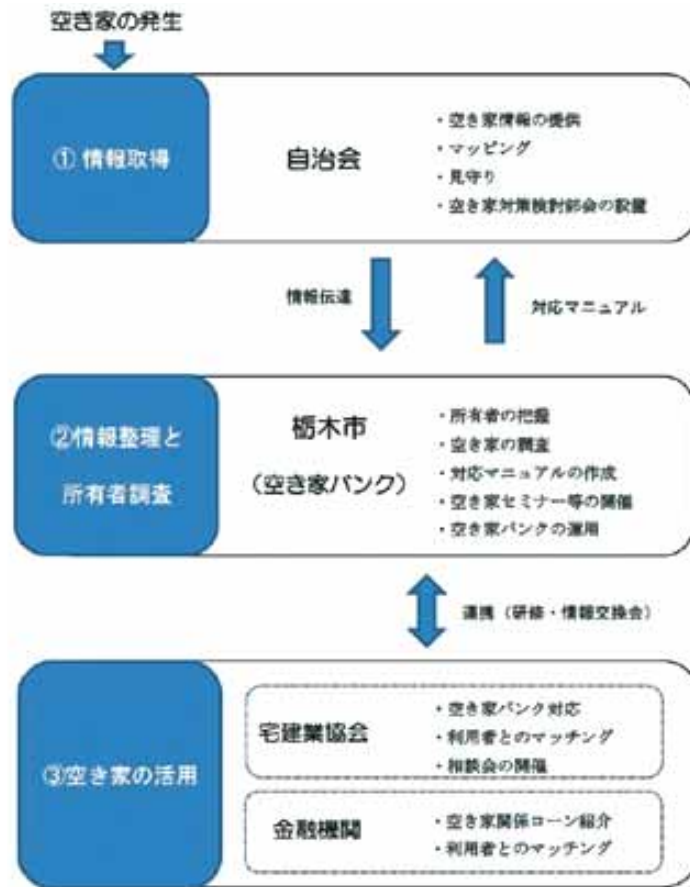 空き家の発生
① 情報取得
自治会
・空き家情報の提供
・マッピング
・見守り
・空き家対策検討部会の設置
情報伝達
対応マニュアル
②情報整理と
所有者調査
栃木市
（空き家バンク）
・所有者の把握
・空き家の調査
・対応マニュアルの作成
・空き家セミナー等の開催
・空き家バンクの運用
連携（研修・情報交換会）
③空き家の活用
宅建業協会
・空き家バンク対応
・利用者とのマッチング
・相談会の開催
金融機関
・空き家関係ローン紹介
・利用者とのマッチング